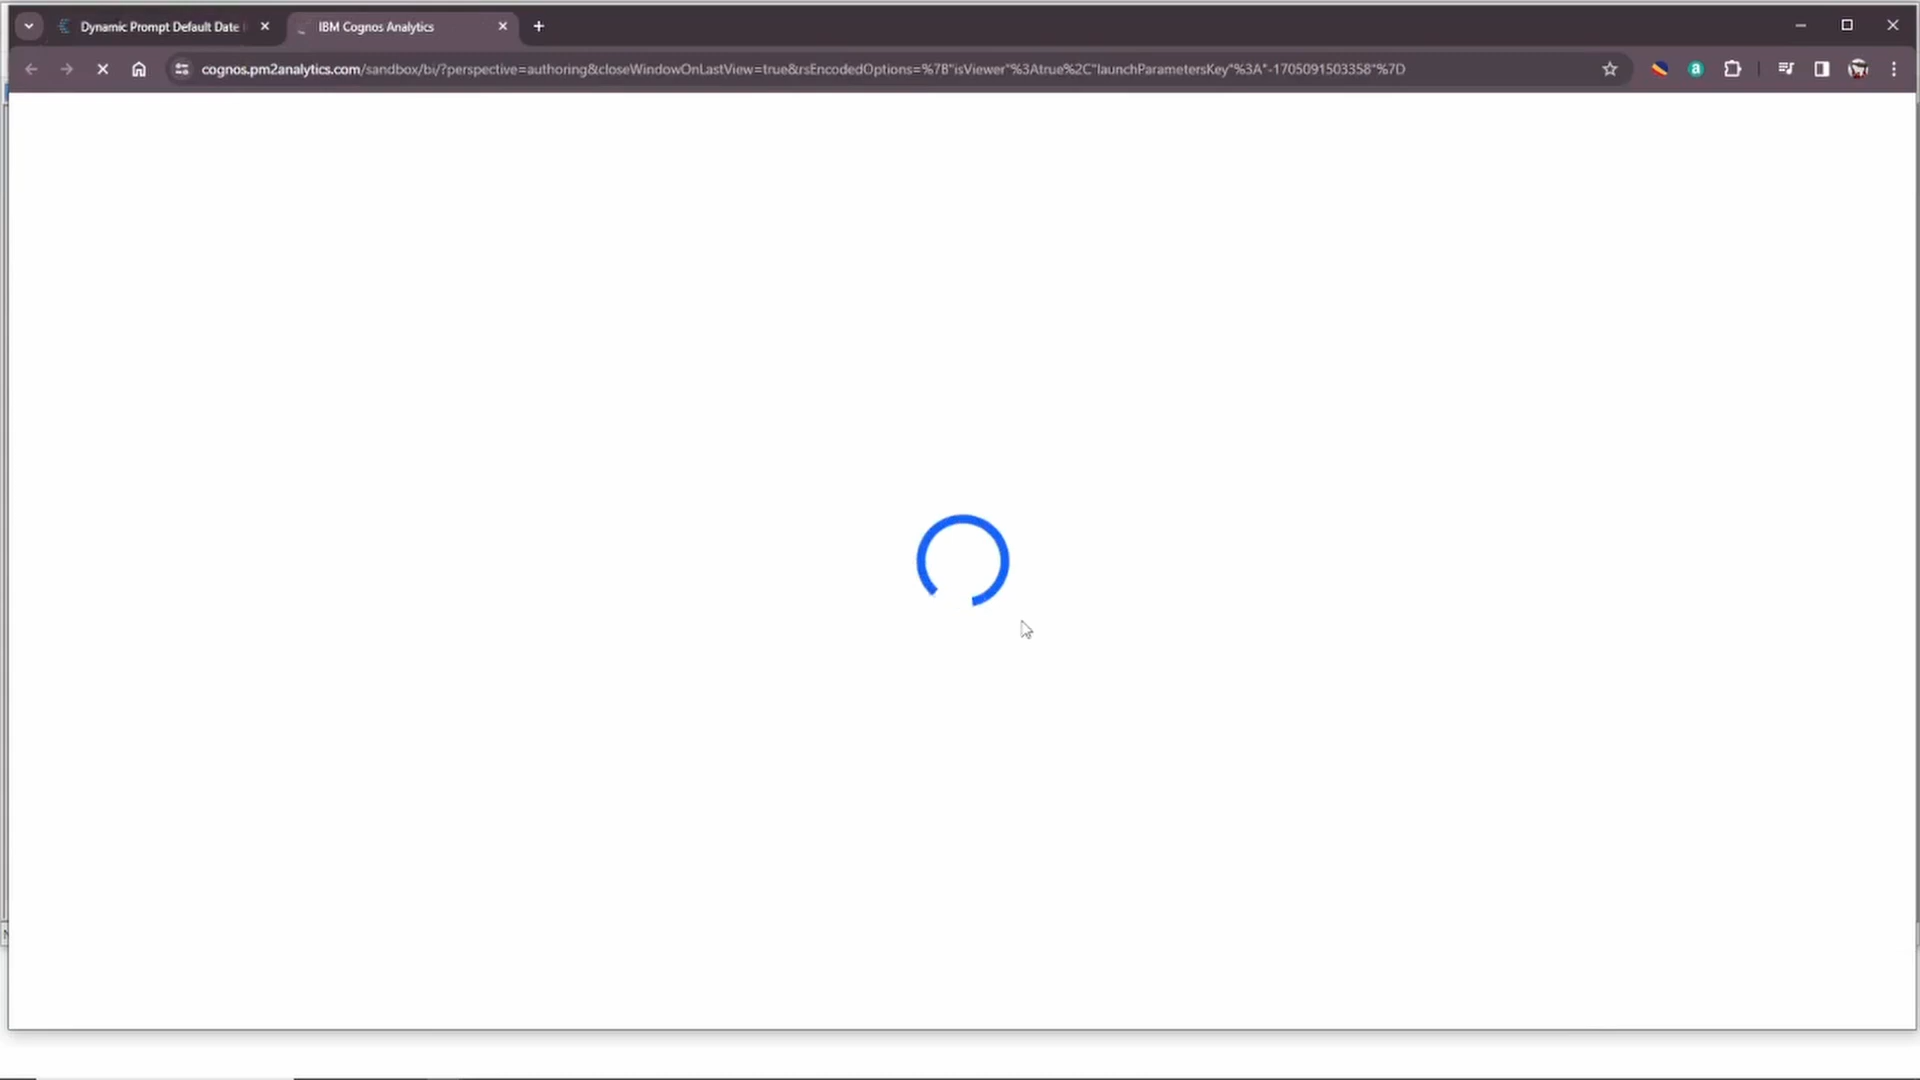 Dynamic Prompt Default Date
IBM Cognos Analytics
cognos.pm2analytics.com/sandbox/bi/?perspective=authoring&closeWindowOnLastView=true&rsEncodedOptions=%7B"isViewer"%3Atrue%2C"launchParametersKey"%3A"-1705091503358"%7D
a